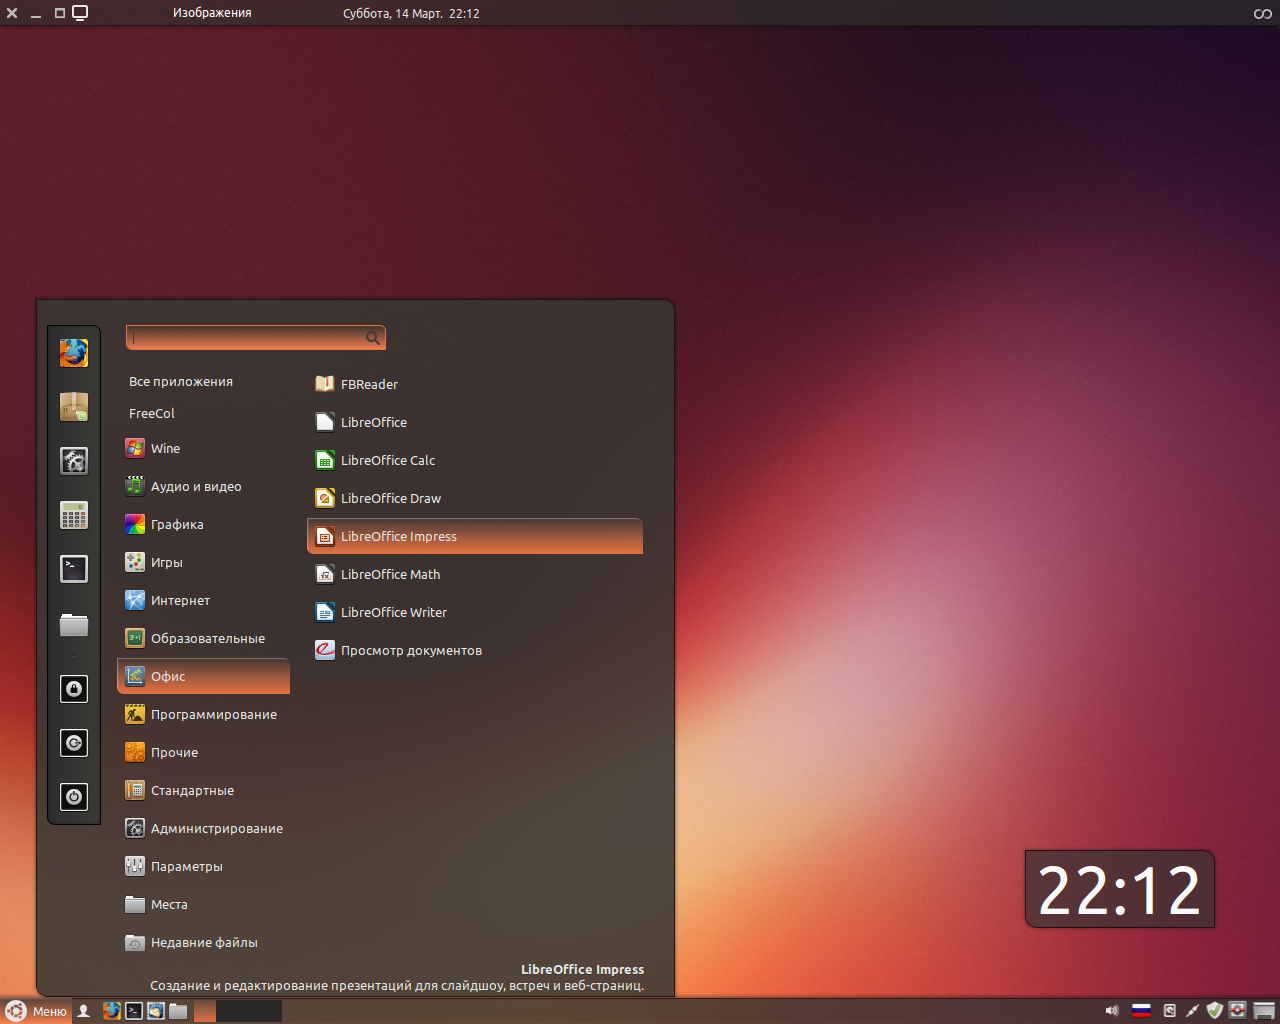 Изображения
Суббота, 14 Март. 22:12
Все приложения
FreeCol
Wine
Аудио и видео
Графика
Игры
Интернет
Образовательные
Офис
Программирование
Прочие
Стандартные
Администрирование
Параметры
Места
Недавние файлы
FBReader
LibreOffice
LibreOffice Calc
LibreOffice Draw
LibreOffice Impress
LibreOffice Math
LibreOffice Writer
Просмотр документов
LibreOffice Impress
Создание и редактирование презентаций для слайдшоу, встреч и веб-страниц.
22:12
Меню